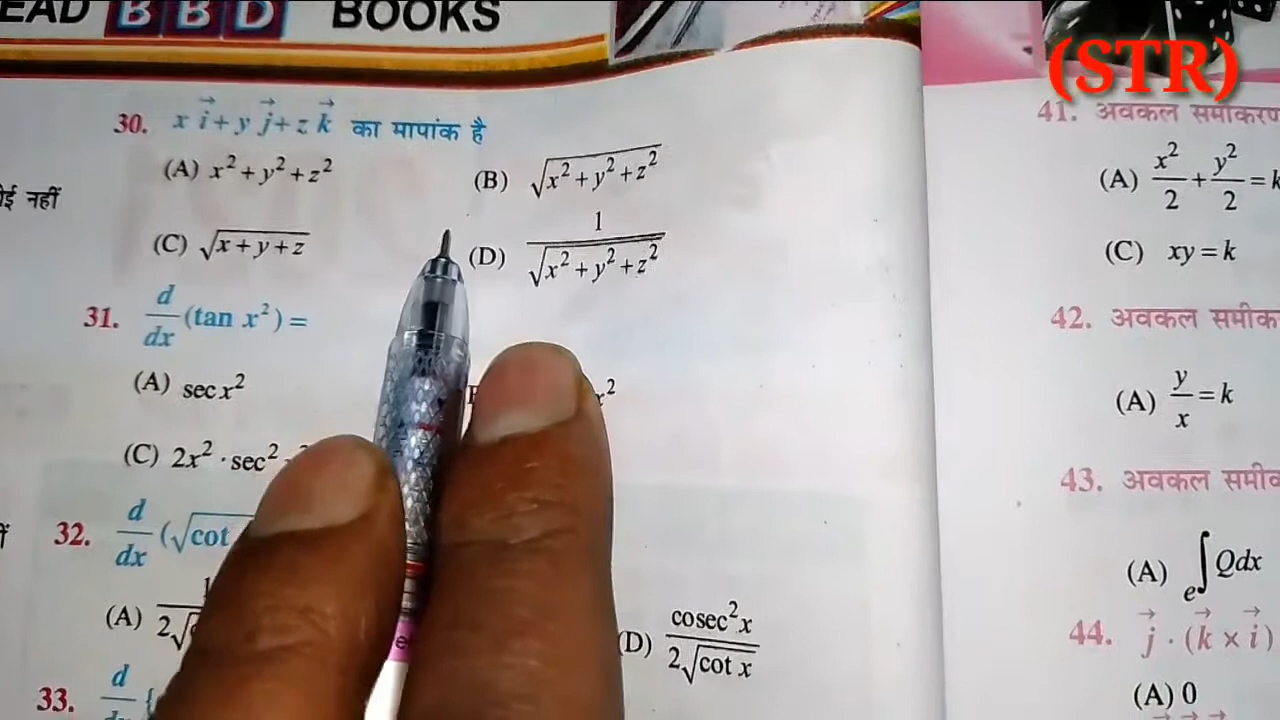 EAD BBD BOOKS
(STR)
30. x i⃗ + y j⃗ + z k⃗ का मापांक है
(A) x² + y² + z²
(B) √(x² + y² + z²)
(C) √(x + y + z)
(D) 1/√(x² + y² + z²)
31. d/dx (tan x²) =
(A) sec x²
(C) 2x² · sec²
32. d/dx (√cot
(A)
(D) cosec² x / 2√cot x
33. d
ई नहीं
41. अवकल समीकरण
(A) x²/2 + y²/2 = k
(C) xy = k
42. अवकल समीक
(A) y/x = k
43. अवकल समीक
(A) e^∫Qdx
44. j⃗ · (k⃗ × i⃗)
(A) 0